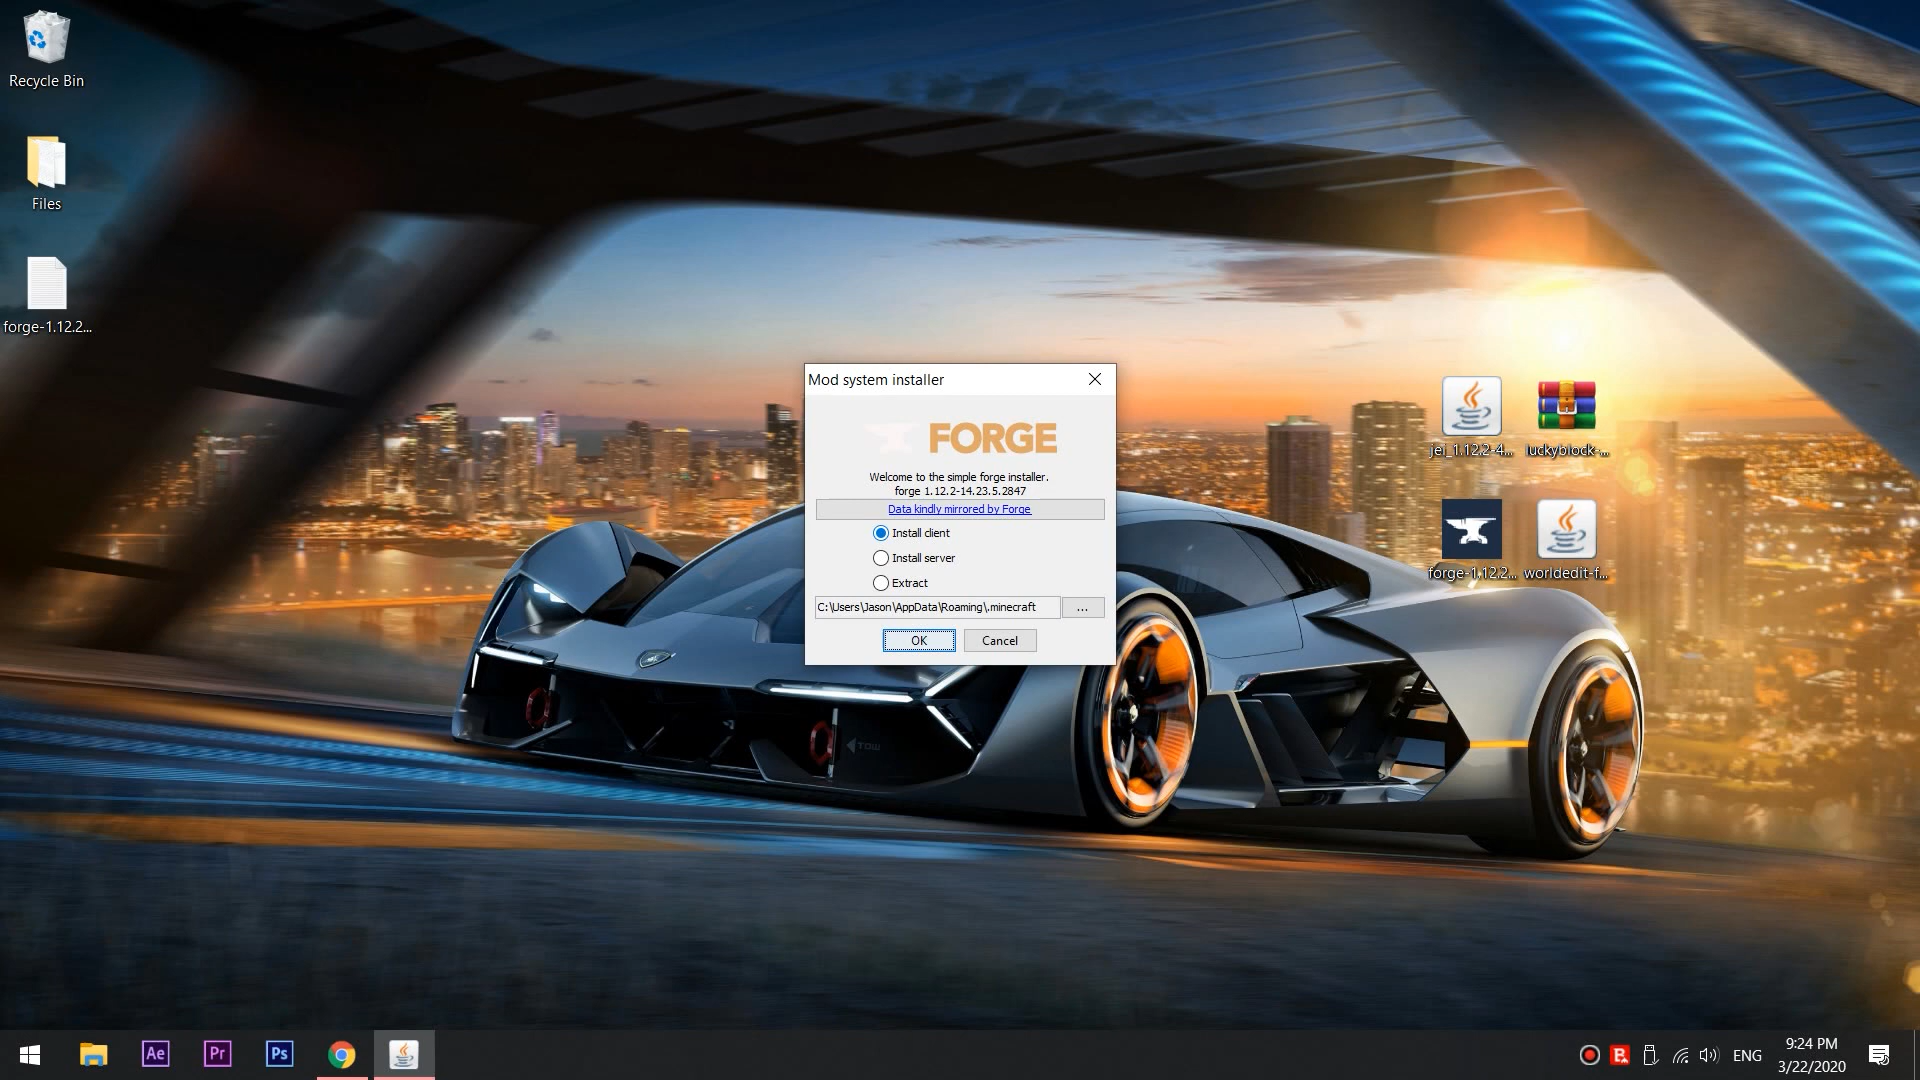 Recycle Bin
Files
forge-1.12.2...
Mod system installer
FORGE
Welcome to the simple forge installer.
forge 1.12.2-14.23.5.2847
Data kindly mirrored by Forge
Install client
Install server
Extract
C:\Users\Jason\AppData\Roaming\.minecraft
...
OK
Cancel
jei_1.12.2-4...
luckyblock-...
forge-1.12.2...
worldedit-f...
TOW
Ae
Pr
Ps
ENG
9:24 PM
3/22/2020